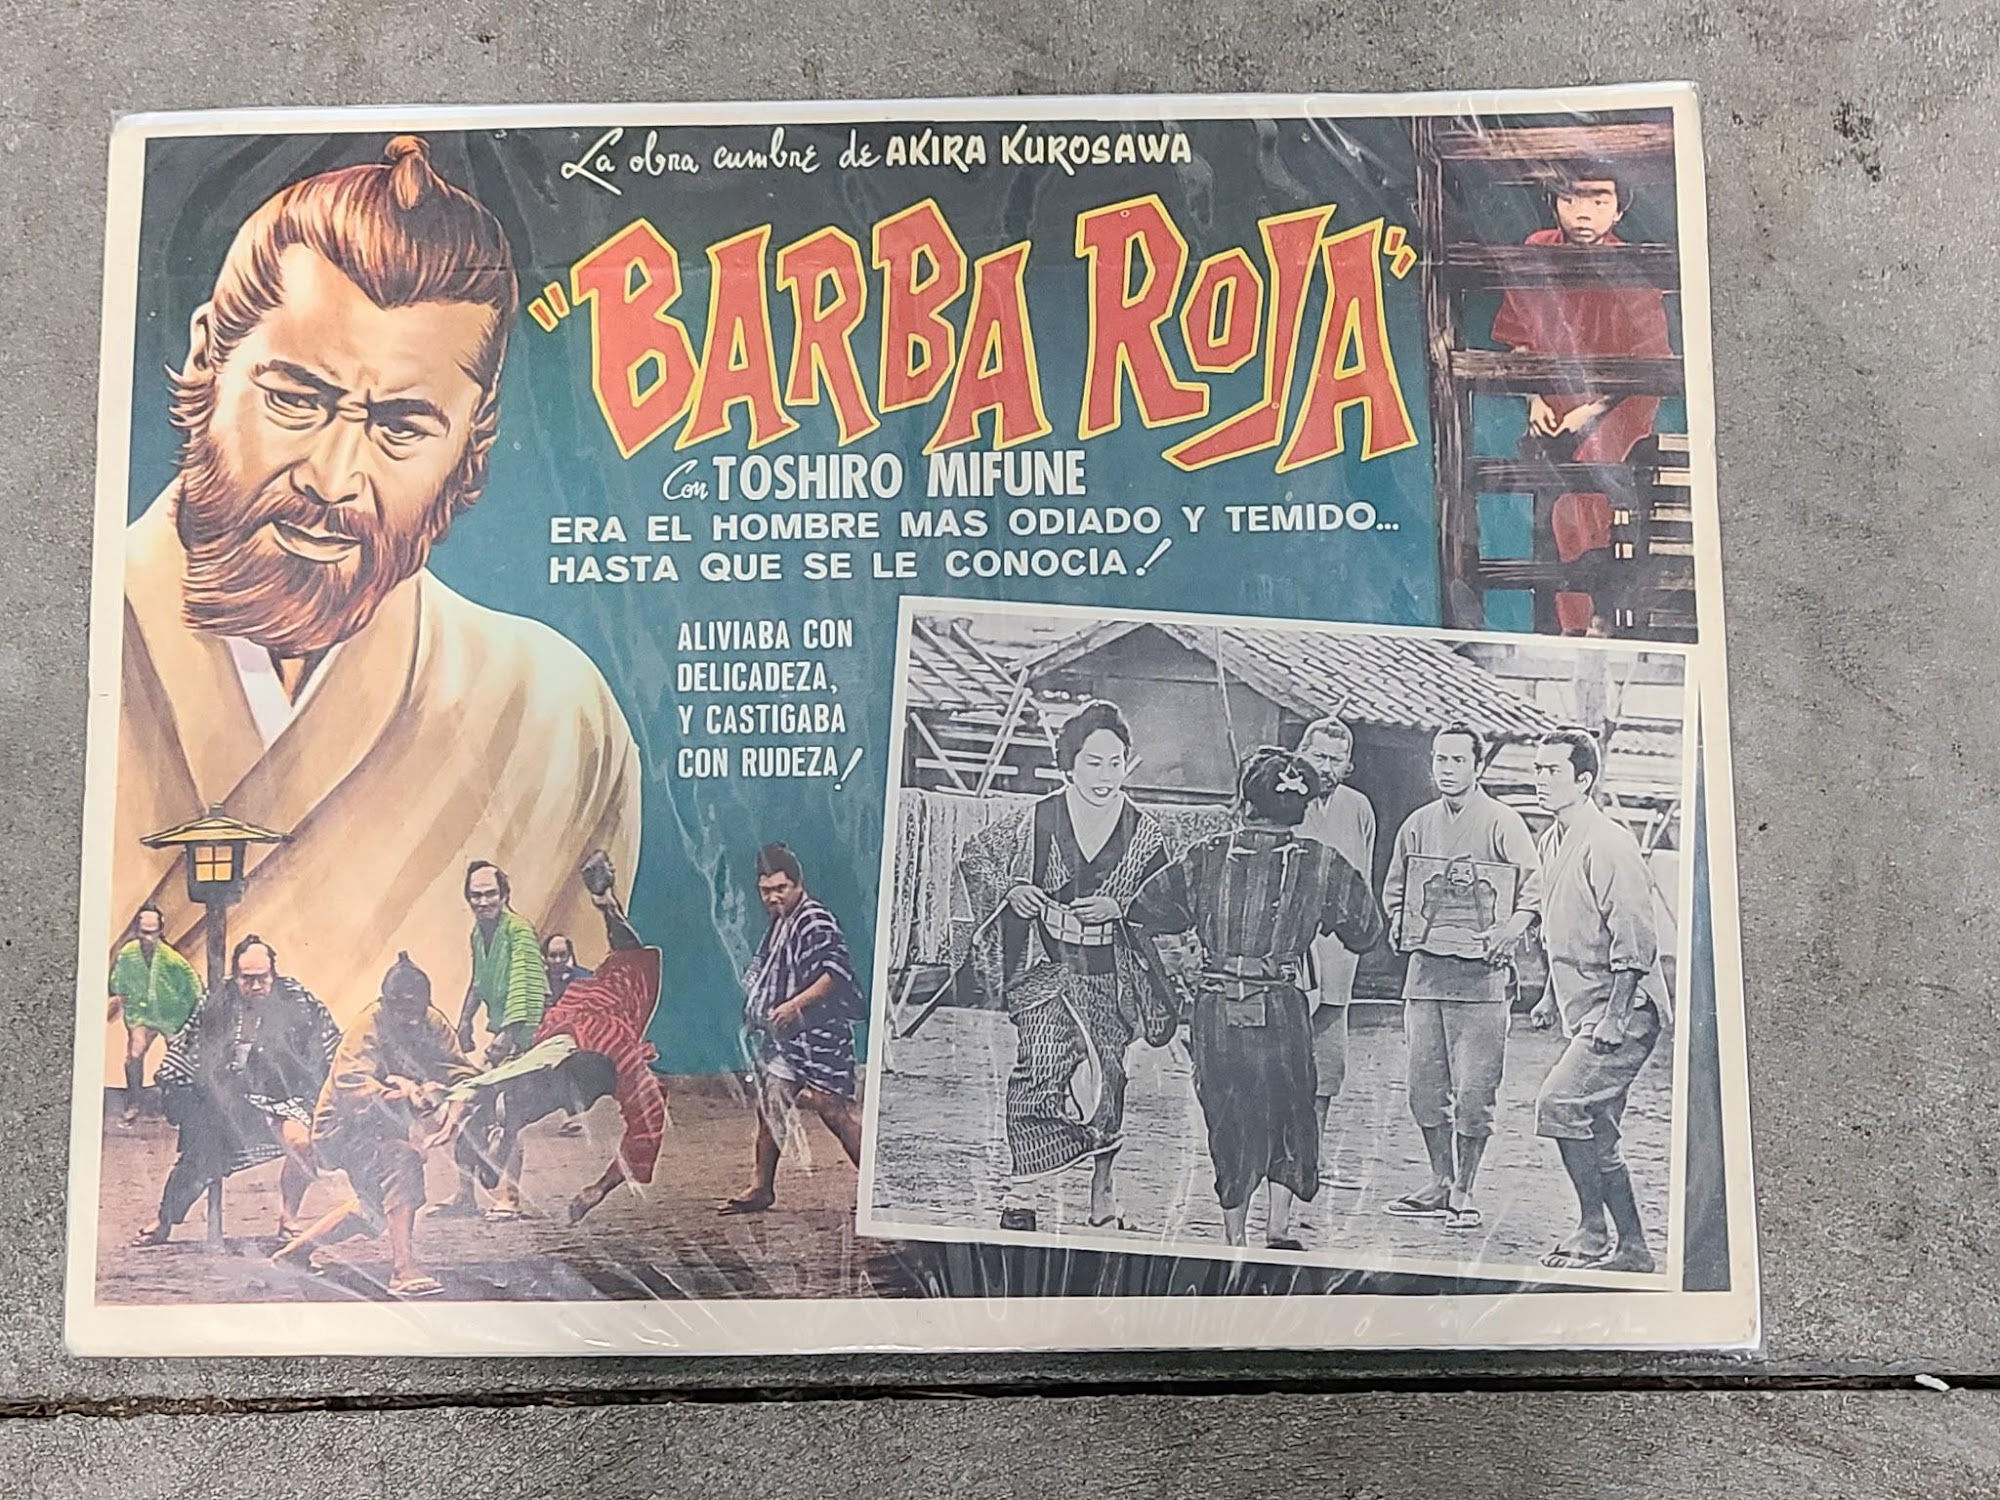 La obra cumbre de AKIRA KUROSAWA
"BARBA ROJA"
Con TOSHIRO MIFUNE
ERA EL HOMBRE MAS ODIADO Y TEMIDO...
HASTA QUE SE LE CONOCIA!
ALIVIABA CON
DELICADEZA,
Y CASTIGABA
CON RUDEZA!